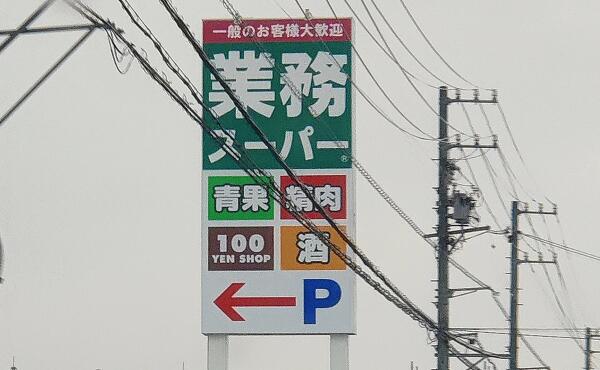 一般のお客様大歓迎
業務
スーパー®
青果 精肉
100 酒
YEN SHOP
← P